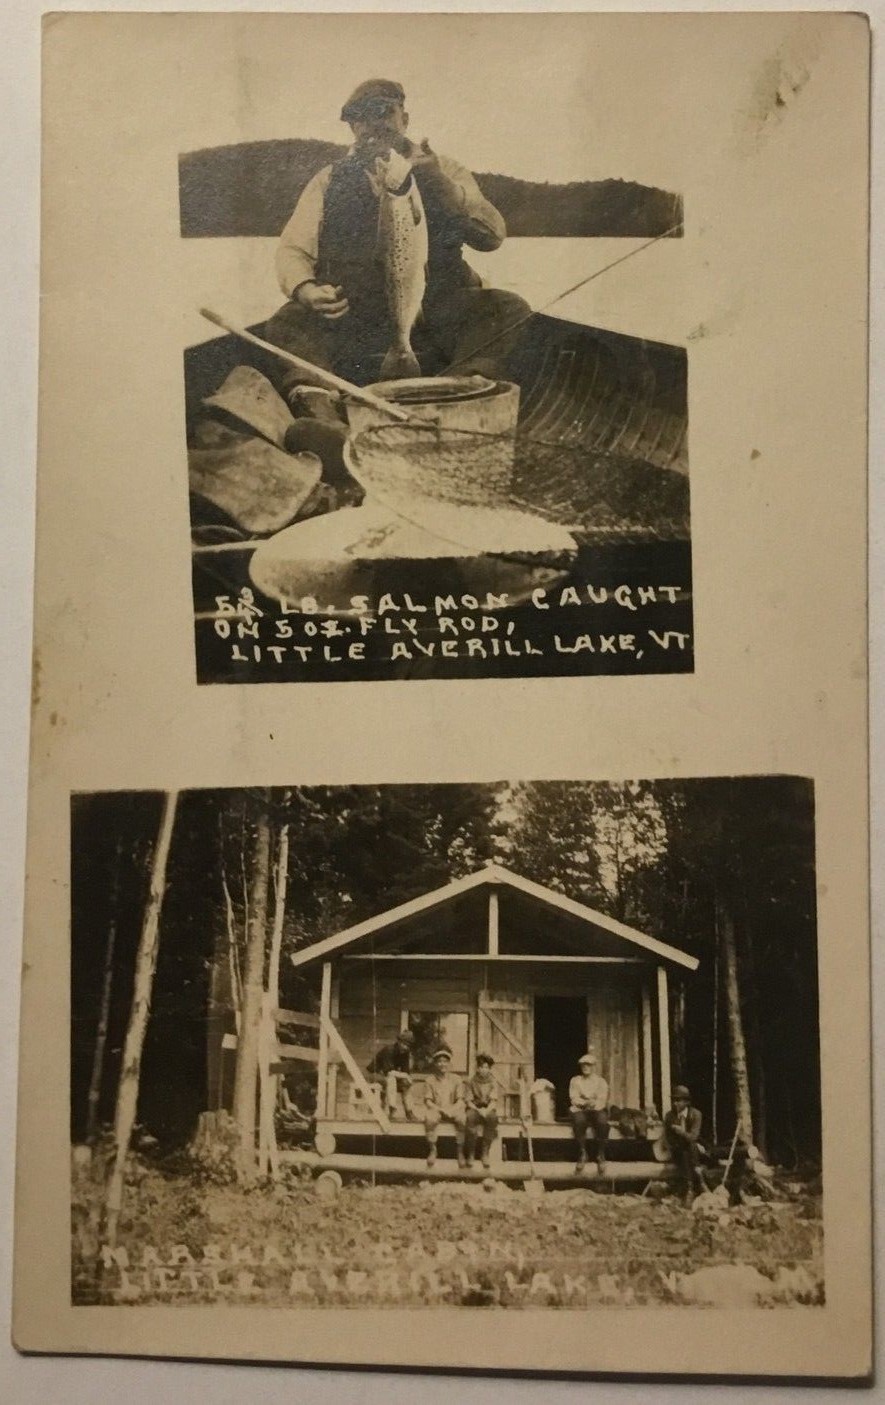 5¾ LB. SALMON CAUGHT
ON 5 OZ. FLY ROD,
LITTLE AVERILL LAKE, VT.
MARSHALL CABIN,
LITTLE AVERILL LAKE